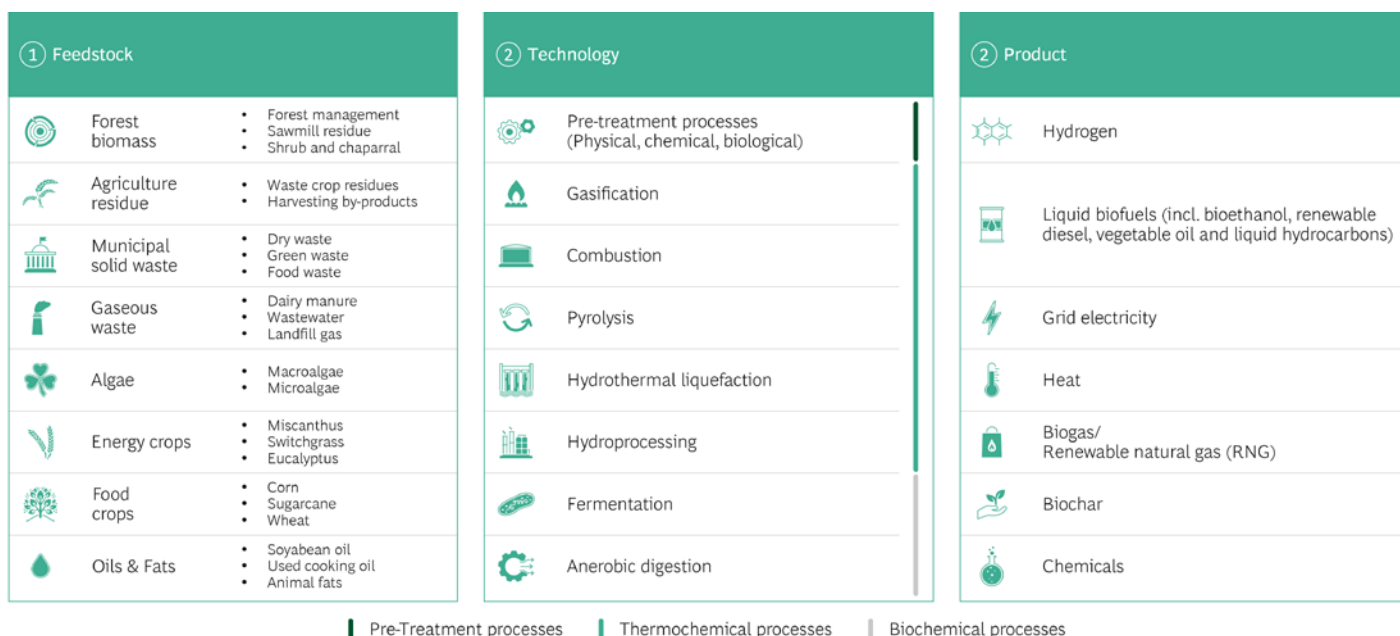 1 Feedstock
Forest
biomass
• Forest management
• Sawmill residue
• Shrub and chaparral
Agriculture
residue
• Waste crop residues
• Harvesting by-products
Municipal
solid waste
• Dry waste
• Green waste
• Food waste
Gaseous
waste
• Dairy manure
• Wastewater
• Landfill gas
Algae
• Macroalgae
• Microalgae
Energy crops
• Miscanthus
• Switchgrass
• Eucalyptus
Food
crops
• Corn
• Sugarcane
• Wheat
Oils & Fats
• Soyabean oil
• Used cooking oil
• Animal fats
2 Technology
Pre-treatment processes
(Physical, chemical, biological)
Gasification
Combustion
Pyrolysis
Hydrothermal liquefaction
Hydroprocessing
Fermentation
Anerobic digestion
2 Product
Hydrogen
Liquid biofuels (incl. bioethanol, renewable
diesel, vegetable oil and liquid hydrocarbons)
Grid electricity
Heat
Biogas/
Renewable natural gas (RNG)
Biochar
Chemicals
Pre-Treatment processes
Thermochemical processes
Biochemical processes